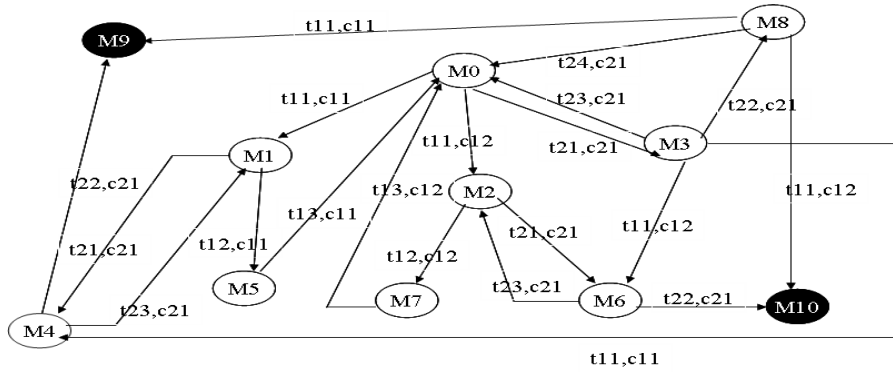 M8
t11,c11
M9
t24,c21
M0
t23,c21
t11,c11
t22,c21
t11,c12
t21,c21
M3
M1
t22,c21
t13,c12
M2
t11,c12
t13,c11
t11,c12
t21,c21
t12,c11
t21,c21
t12,c12
M5
t23,c21
M7
M6
t22,c21
M10
t23,c21
M4
t11,c11